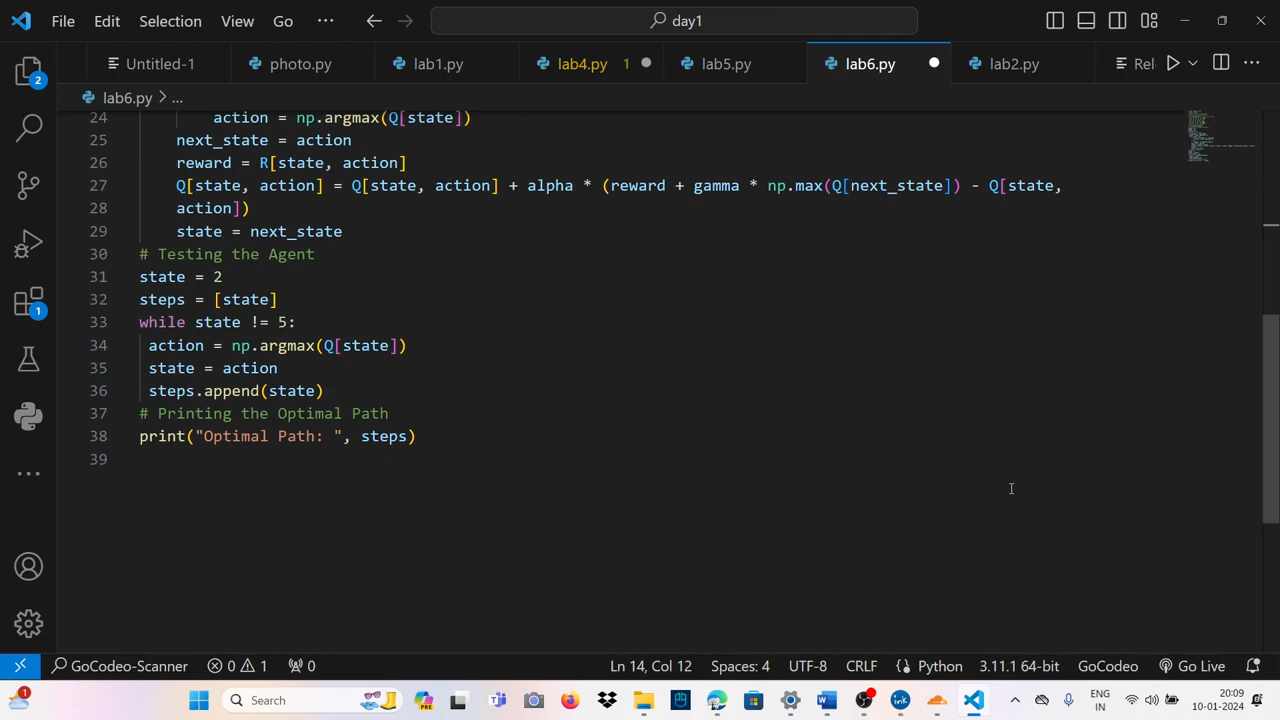 File Edit Selection View Go ··· day1
Untitled-1 photo.py lab1.py lab4.py 1 lab5.py lab6.py lab2.py Rel
lab6.py > ...
24 action = np.argmax(Q[state])
25 next_state = action
26 reward = R[state, action]
27 Q[state, action] = Q[state, action] + alpha * (reward + gamma * np.max(Q[next_state]) - Q[state,
28 action])
29 state = next_state
30 # Testing the Agent
31 state = 2
32 steps = [state]
33 while state != 5:
34 action = np.argmax(Q[state])
35 state = action
36 steps.append(state)
37 # Printing the Optimal Path
38 print("Optimal Path: ", steps)
39
2
1
GoCodeo-Scanner 0 1 0 Ln 14, Col 12 Spaces: 4 UTF-8 CRLF Python 3.11.1 64-bit GoCodeo Go Live
1 Search PRE ink ENG IN 20:09 10-01-2024